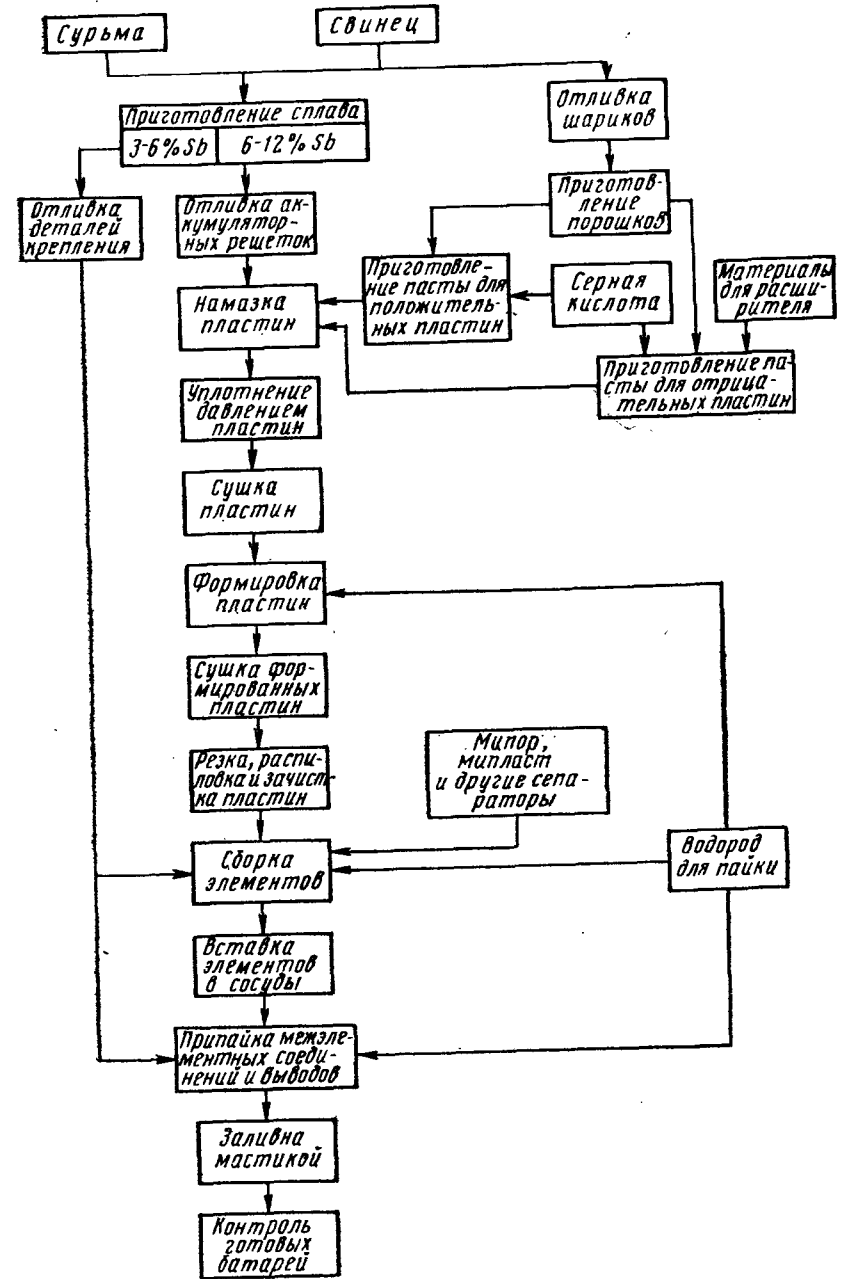 Сурьма
Свинец
Приготовление сплава
3-6% Sb
6-12% Sb
Отливка
шариков
Отливка
деталей
крепления
Отливка ак-
кумулятор-
ных решеток
Приготов-
ление
порошков
Намазка
пластин
Приготовле-
ние пасты для
положитель-
ных пластин
Серная
кислота
Материалы
для расши-
рителя
Приготовление па-
сты для отрица-
тельных пластин
Уплотнение
давлением
пластин
Сушка
пластин
Формировка
пластин
Сушка фор-
мированных
пластин
Резка, распи-
ловка и зачист-
ка пластин
Мипор,
мипласт
и другие сепа-
раторы
Сборка
элементов
Водород
для пайки
Вставка
элементов
в сосуды
Припайка межэле-
ментных соеди-
нений и выводов
Заливна
мастикой
Контроль
готовых
батарей